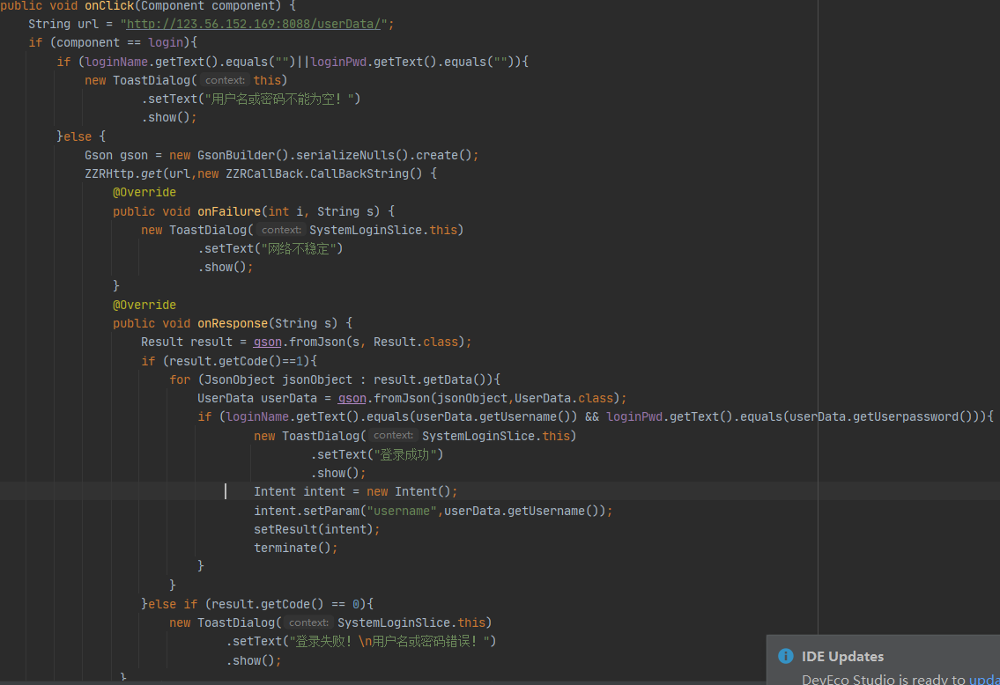 public void onClick(Component component) {
String url = "http://123.56.152.169:8088/userData/";
if (component == login){
if (loginName.getText().equals("")||loginPwd.getText().equals("")){
new ToastDialog( context: this)
.setText("用户名或密码不能为空！")
.show();
}else {
Gson gson = new GsonBuilder().serializeNulls().create();
ZZRHttp.get(url,new ZZRCallBack.CallBackString() {
@Override
public void onFailure(int i, String s) {
new ToastDialog( context: SystemLoginSlice.this)
.setText("网络不稳定")
.show();
}
@Override
public void onResponse(String s) {
Result result = gson.fromJson(s, Result.class);
if (result.getCode()==1){
for (JsonObject jsonObject : result.getData()){
UserData userData = gson.fromJson(jsonObject,UserData.class);
if (loginName.getText().equals(userData.getUsername()) && loginPwd.getText().equals(userData.getUserpassword())){
new ToastDialog( context: SystemLoginSlice.this)
.setText("登录成功")
.show();
Intent intent = new Intent();
intent.setParam("username",userData.getUsername());
setResult(intent);
terminate();
}
}
}else if (result.getCode() == 0){
new ToastDialog( context: SystemLoginSlice.this)
.setText("登录失败！\n用户名或密码错误！")
.show();
}
IDE Updates
DevEco Studio is ready to upda